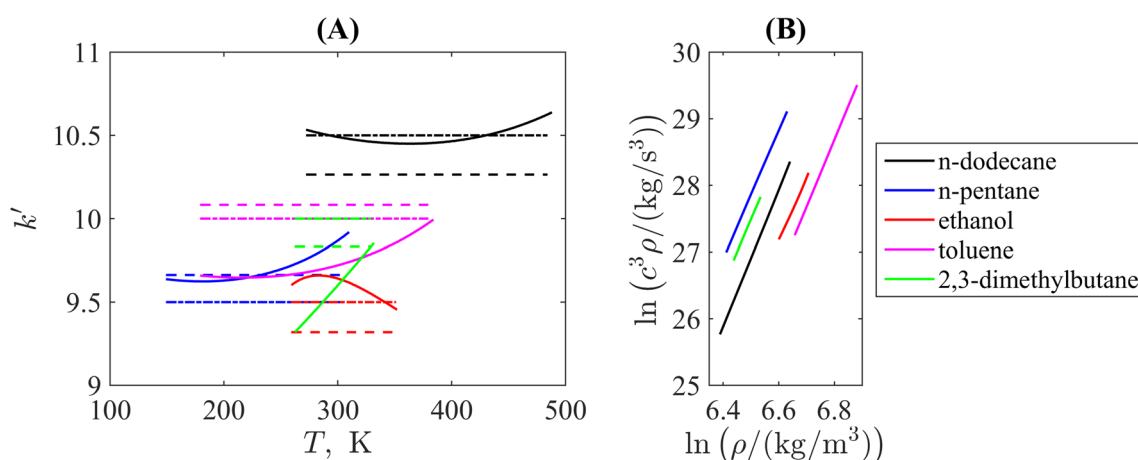 (A)
11
10.5
10
9.5
9
k′
100
200
300
400
500
T, K
(B)
30
29
28
27
26
25
ln (c³ρ/(kg/s³))
6.4
6.6
6.8
ln (ρ/(kg/m³))
n-dodecane
n-pentane
ethanol
toluene
2,3-dimethylbutane